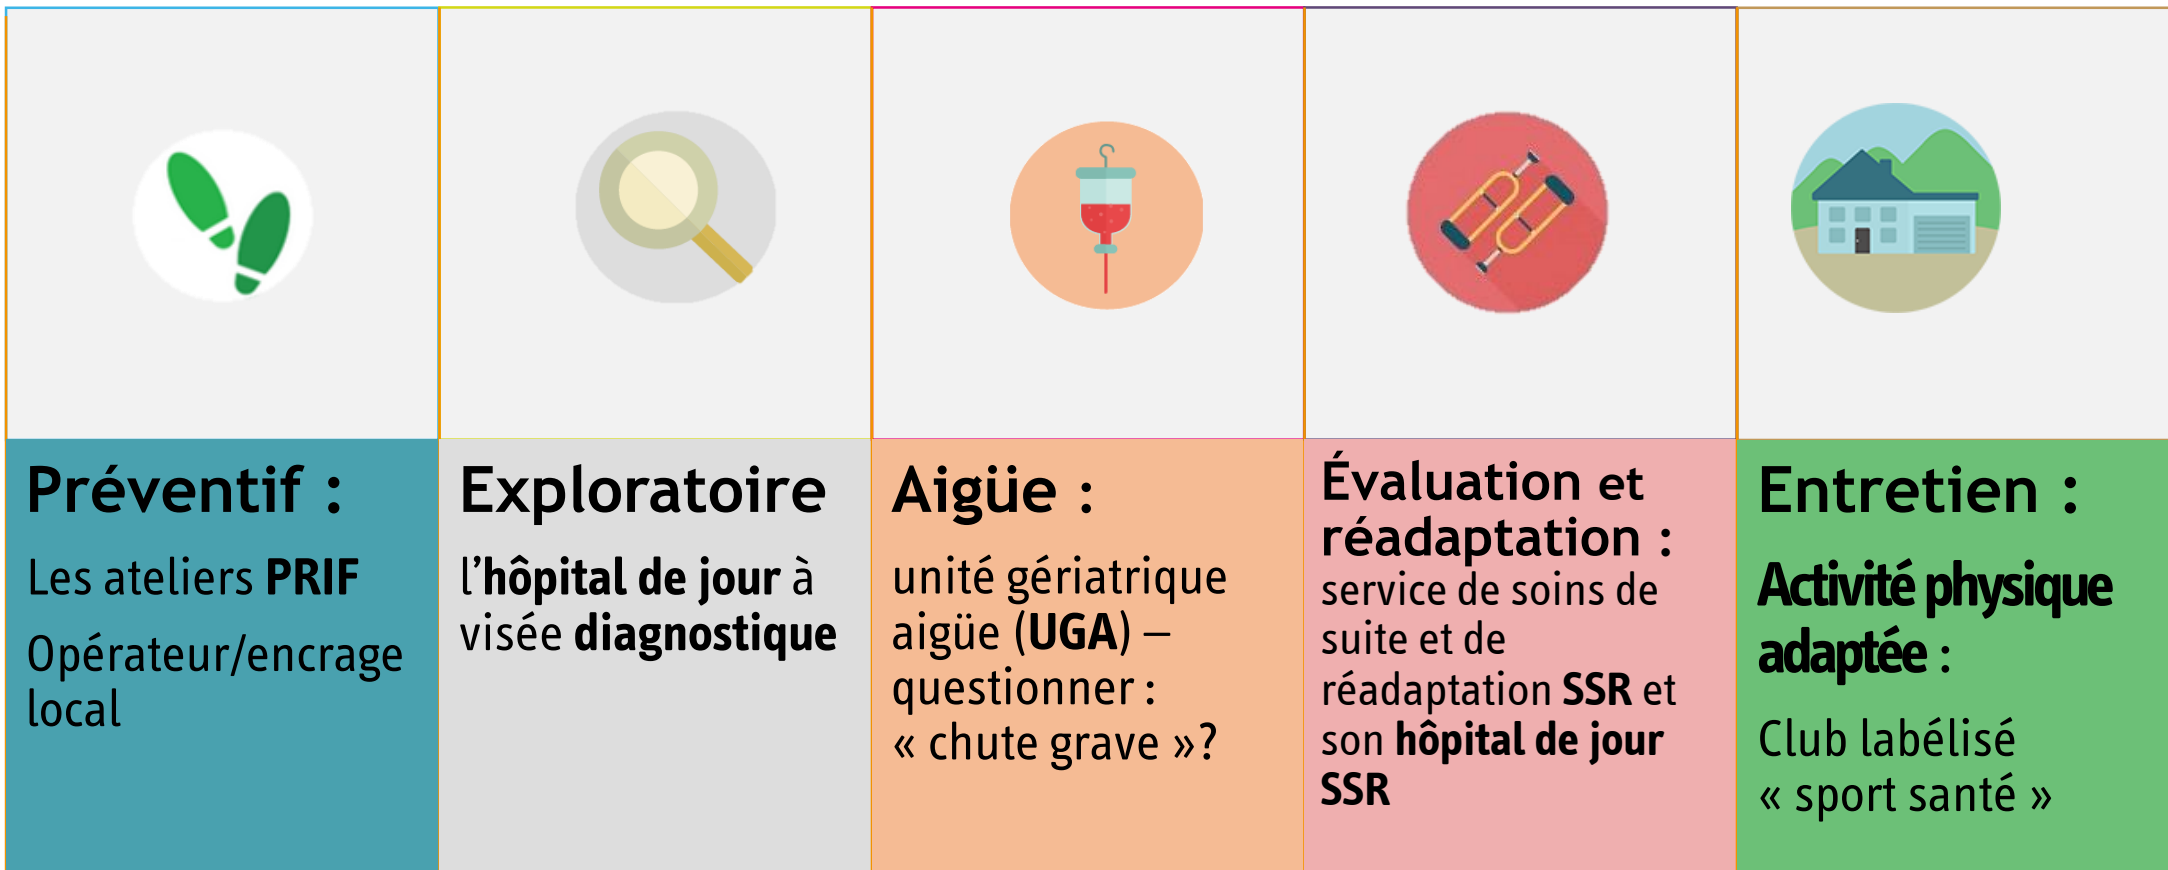 Préventif :
Les ateliers PRIF
Opérateur/encrage
local
Exploratoire
l’hôpital de jour à
visée diagnostique
Aigüe :
unité gériatrique
aigüe (UGA) –
questionner :
« chute grave »?
Évaluation et
réadaptation :
service de soins de
suite et de
réadaptation SSR et
son hôpital de jour
SSR
Entretien :
Activité physique
adaptée :
Club labélisé
« sport santé »